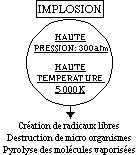 IMPLOSION
HAUTE
PRESSION: 300atm
HAUTE
TEMPERATURE
5.000 K
Création de radicaux libres
Destruction de micro organismes
Pyrolyse des molécules vaporisées